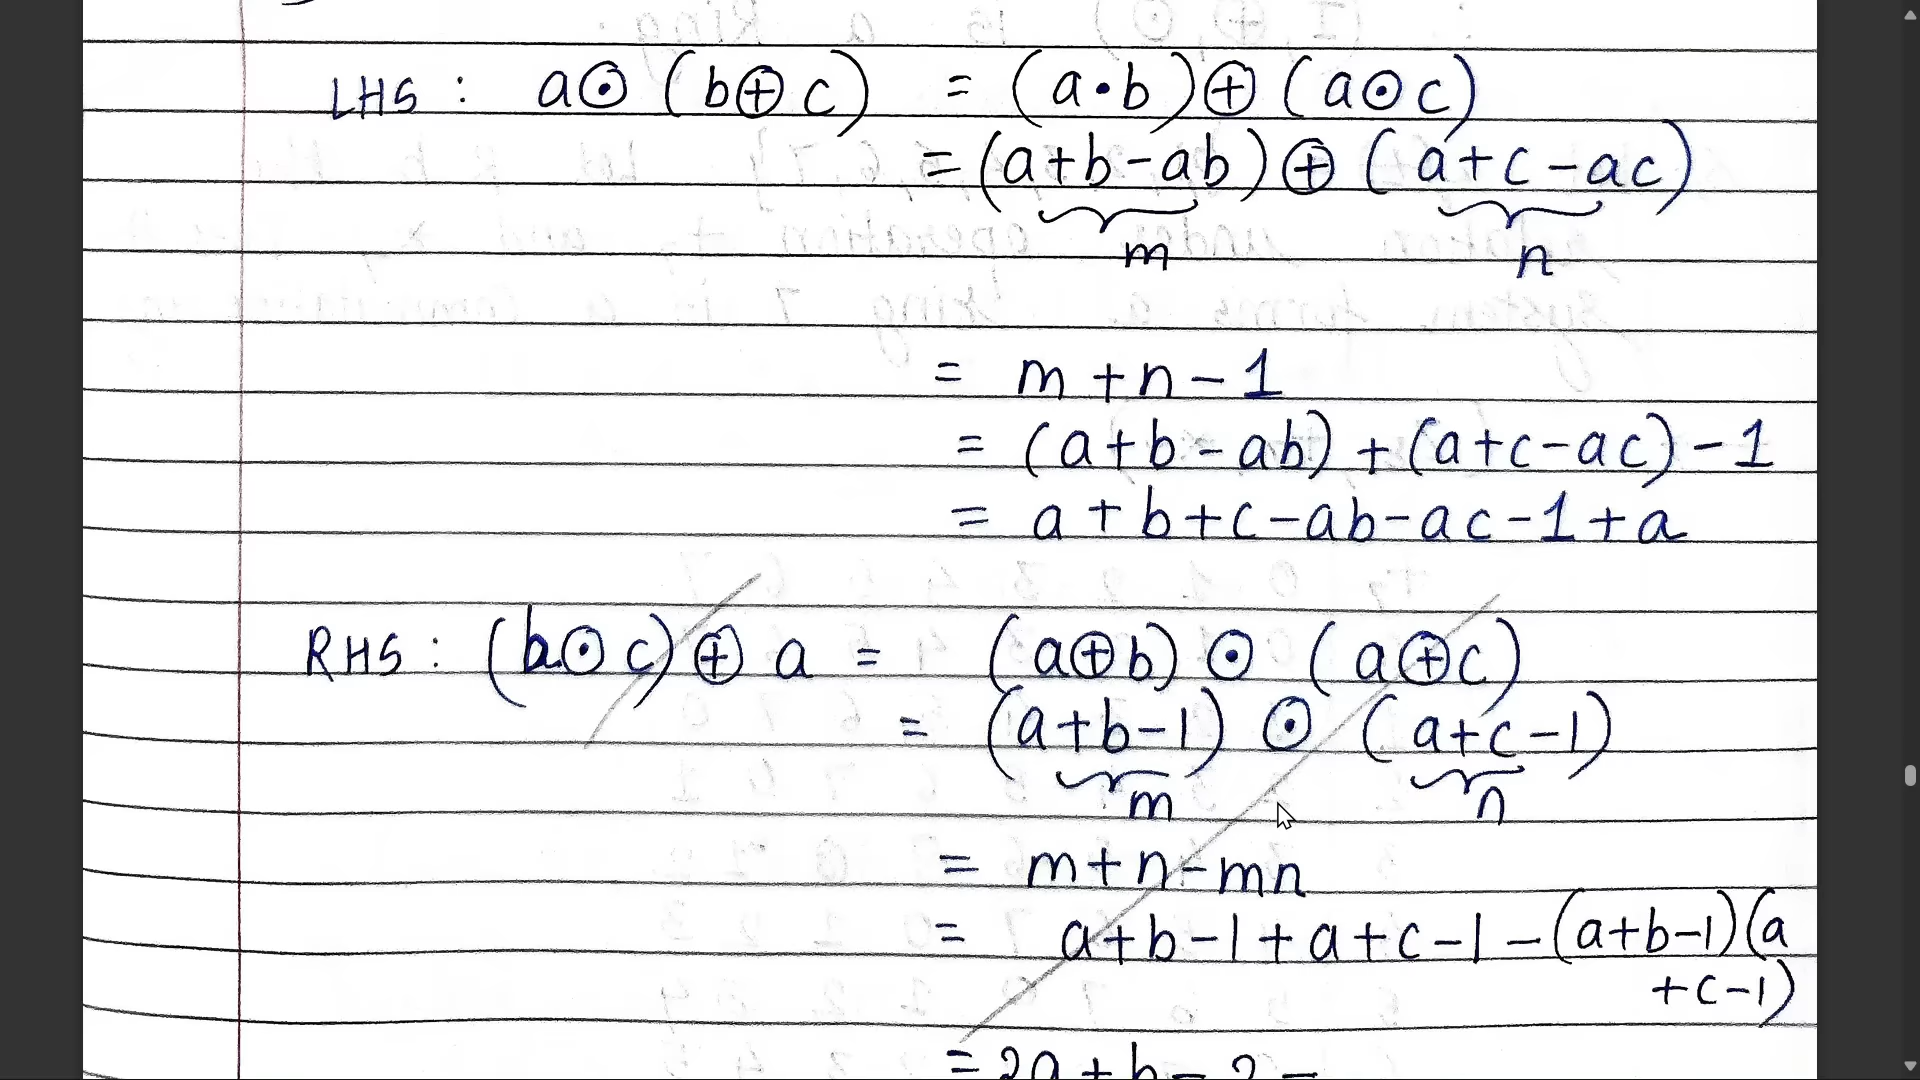 LHS : a⊙ (b⊕ c) = (a•b)⊕(a⊙c)
= (a+b-ab)⊕(a+c-ac)
m n
= m+n-1
= (a+b-ab)+(a+c-ac)-1
= a+b+c-ab-ac-1+a
RHS : (b⊙c)⊕ a = (a⊕b) ⊙ (a⊕c)
= (a+b-1) ⊙ (a+c-1)
m n
= m+n-mn
= a+b-1+a+c-1-(a+b-1)(a
+c-1)